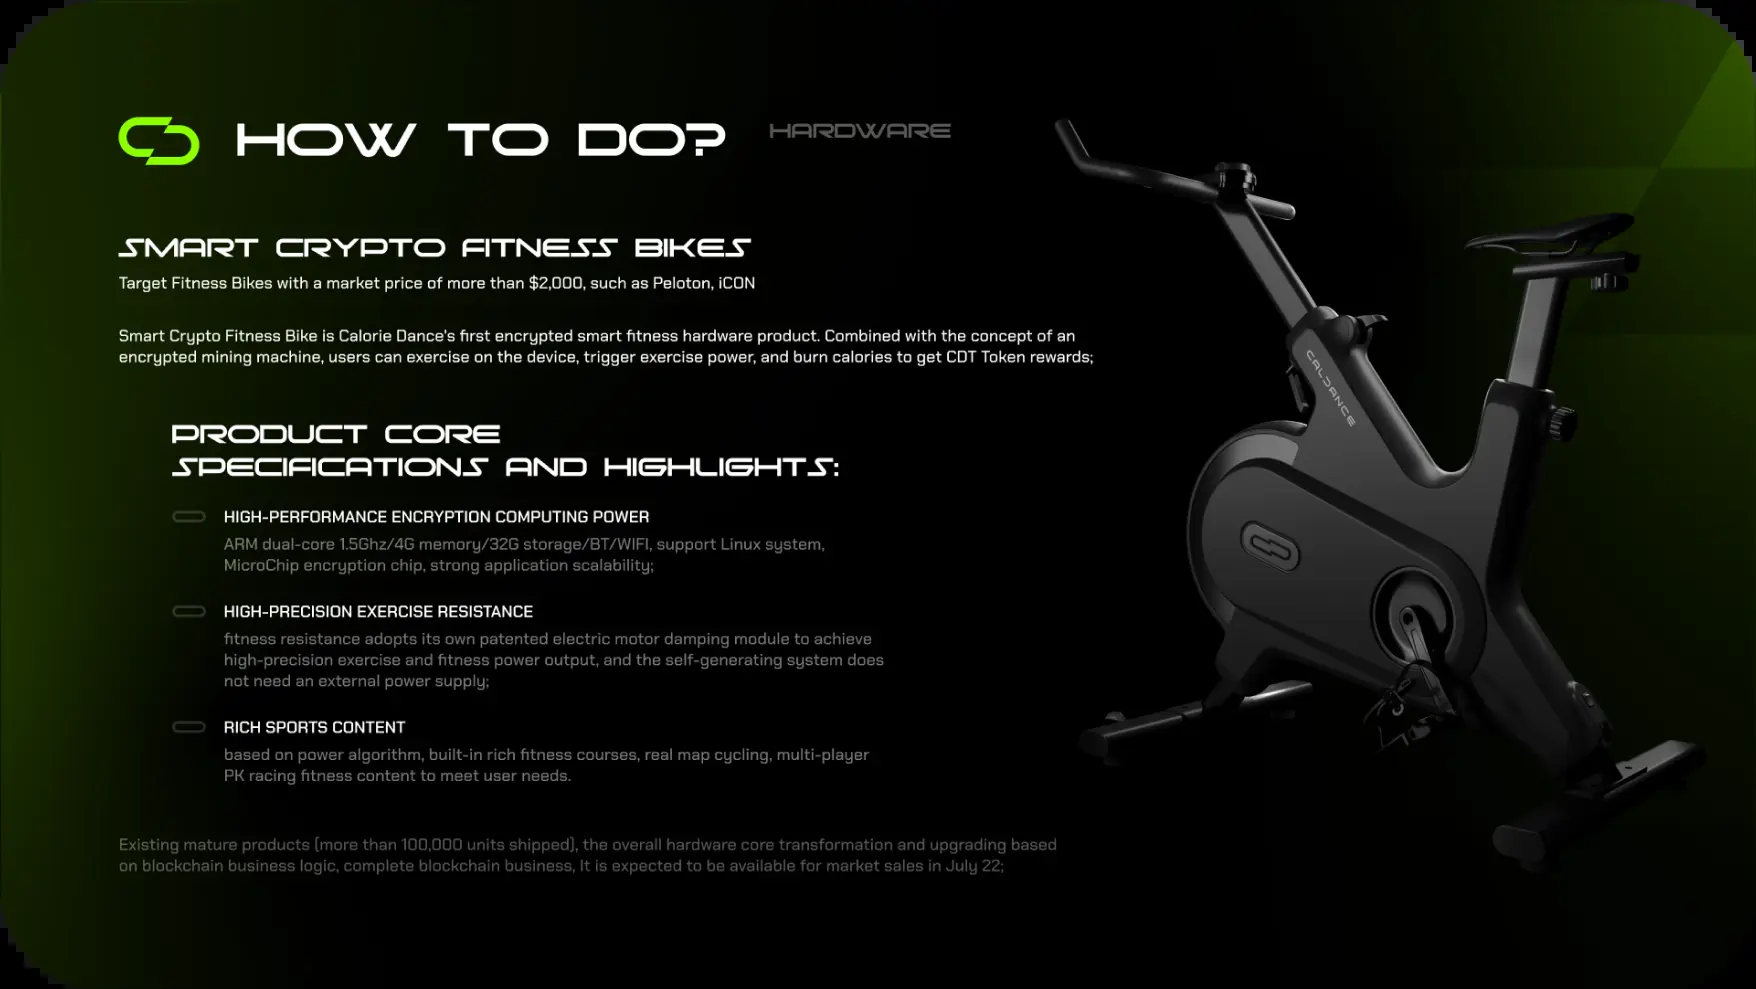 HOW TO DO?
HARDWARE
SMART CRYPTO FITNESS BIKES
Target Fitness Bikes with a market price of more than $2,000, such as Peloton, iCON
Smart Crypto Fitness Bike is Calorie Dance's first encrypted smart fitness hardware product. Combined with the concept of an
encrypted mining machine, users can exercise on the device, trigger exercise power, and burn calories to get CDT Token rewards;
PRODUCT CORE
SPECIFICATIONS AND HIGHLIGHTS:
HIGH-PERFORMANCE ENCRYPTION COMPUTING POWER
ARM dual-core 1.5Ghz/4G memory/32G storage/BT/WIFI, support Linux system,
MicroChip encryption chip, strong application scalability;
HIGH-PRECISION EXERCISE RESISTANCE
fitness resistance adopts its own patented electric motor damping module to achieve
high-precision exercise and fitness power output, and the self-generating system does
not need an external power supply;
RICH SPORTS CONTENT
based on power algorithm, built-in rich fitness courses, real map cycling, multi-player
PK racing fitness content to meet user needs.
Existing mature products (more than 100,000 units shipped), the overall hardware core transformation and upgrading based
on blockchain business logic, complete blockchain business, It is expected to be available for market sales in July 22;
CALDANCE